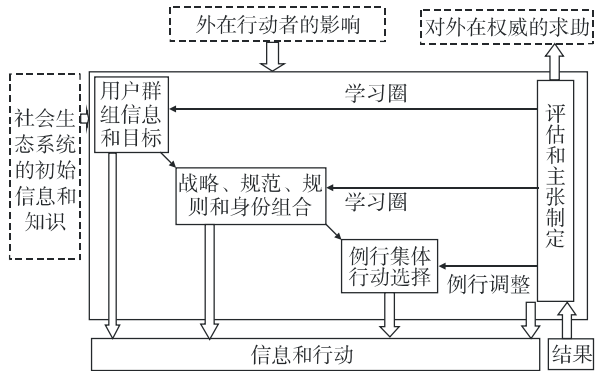 外在行动者的影响
对外在权威的求助
社会生
态系统
的初始
信息和
知识
用户群
组信息
和目标
学习圈
战略、规范、规
则和身份组合
学习圈
例行集体
行动选择
例行调整
评估和主张制定
信息和行动
结果